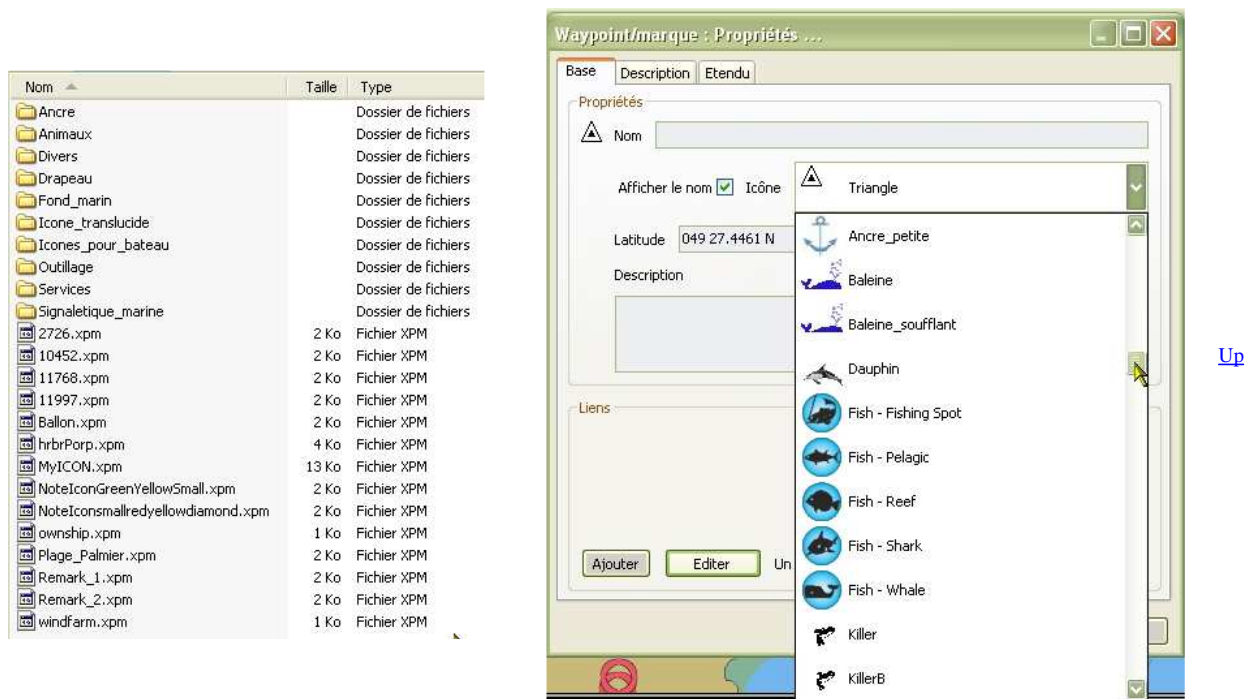 Nom Taille Type
Ancre Dossier de fichiers
Animaux Dossier de fichiers
Divers Dossier de fichiers
Drapeau Dossier de fichiers
Fond_marin Dossier de fichiers
Icone_translucide Dossier de fichiers
Icones_pour_bateau Dossier de fichiers
Outillage Dossier de fichiers
Services Dossier de fichiers
Signaletique_marine Dossier de fichiers
2726.xpm 2 Ko Fichier XPM
10452.xpm 2 Ko Fichier XPM
11768.xpm 2 Ko Fichier XPM
11997.xpm 2 Ko Fichier XPM
Ballon.xpm 2 Ko Fichier XPM
hrbrPorp.xpm 4 Ko Fichier XPM
MyICON.xpm 13 Ko Fichier XPM
NoteIconGreenYellowSmall.xpm 2 Ko Fichier XPM
NoteIconsmallredyellowdiamond.xpm 2 Ko Fichier XPM
ownship.xpm 1 Ko Fichier XPM
Plage_Palmier.xpm 2 Ko Fichier XPM
Remark_1.xpm 2 Ko Fichier XPM
Remark_2.xpm 2 Ko Fichier XPM
windfarm.xpm 1 Ko Fichier XPM
Waypoint/marque : Propriétés ...
Base Description Etendu
Propriétés
Nom
Afficher le nom Icône Triangle
Latitude 049 27.4461 N
Description
Liens
Ajouter Editer Un
Ancre_petite
Baleine
Baleine_soufflant
Dauphin
Fish - Fishing Spot
Fish - Pelagic
Fish - Reef
Fish - Shark
Fish - Whale
Killer
KillerB
Up